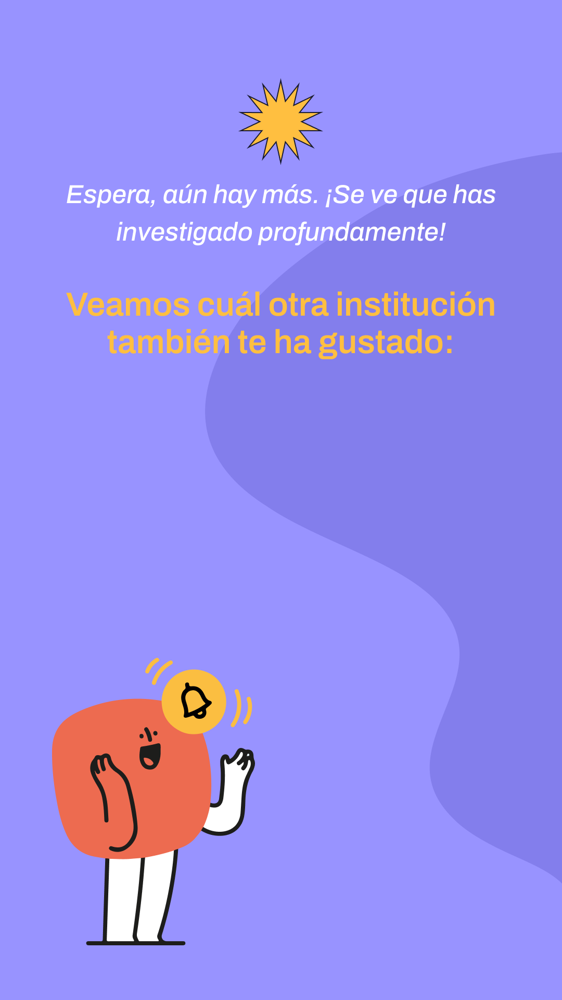 Espera, aún hay más. ¡Se ve que has
investigado profundamente!
Veamos cuál otra institución
también te ha gustado: